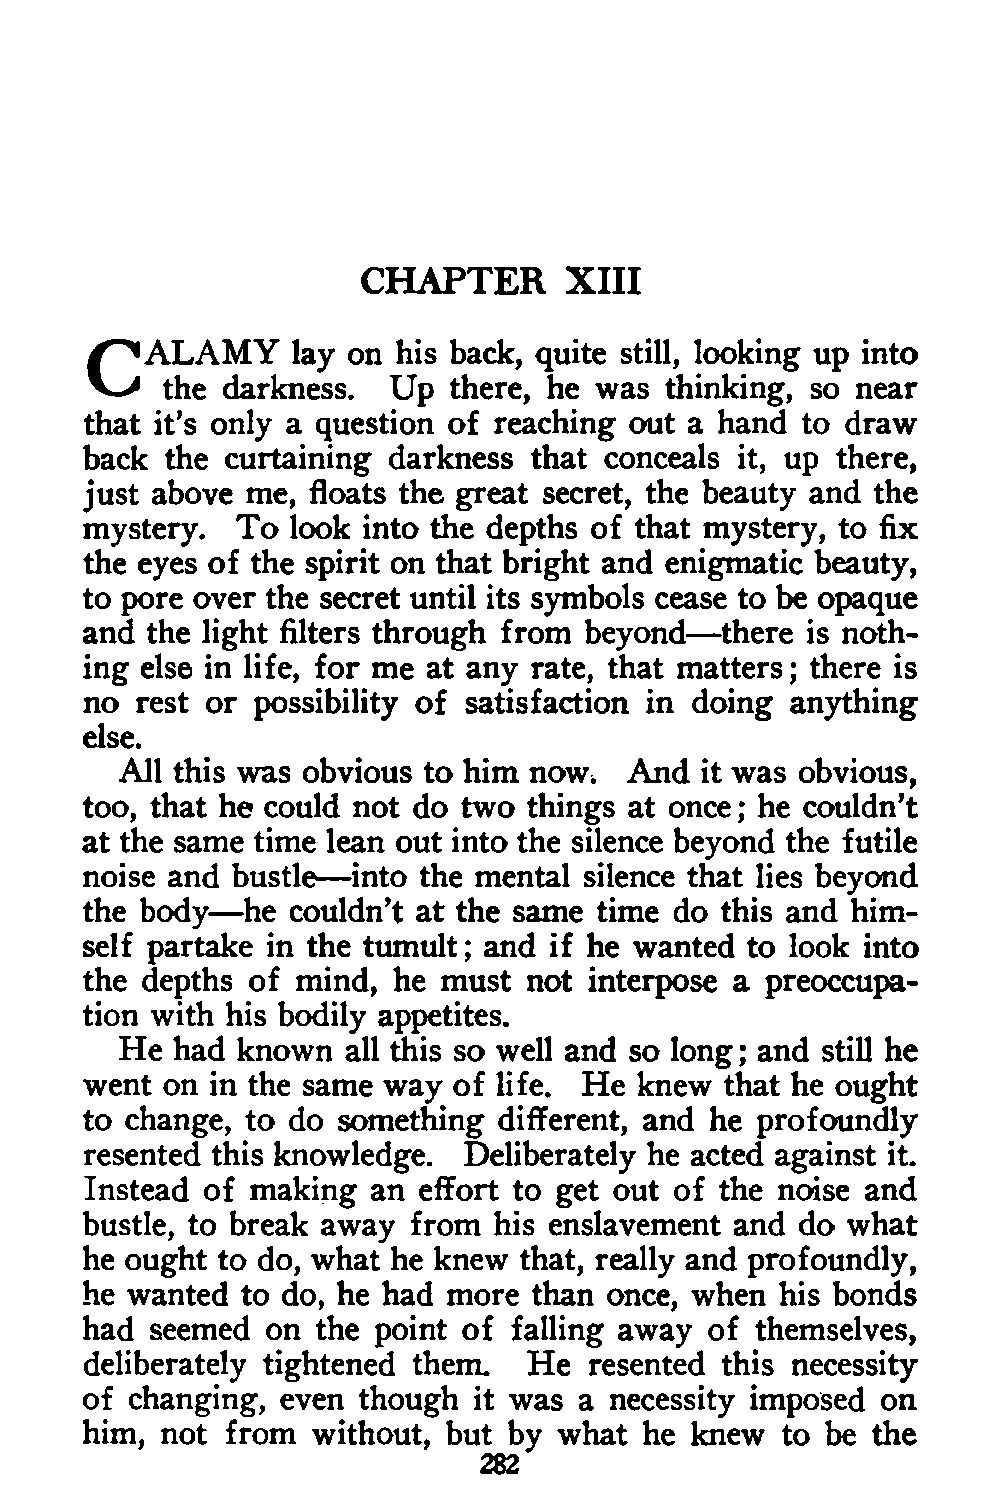 CHAPTER XIII
CALAMY lay on his back, quite still, looking up into
the darkness. Up there, he was thinking, so near
that it's only a question of reaching out a hand to draw
back the curtaining darkness that conceals it, up there,
just above me, floats the great secret, the beauty and the
mystery. To look into the depths of that mystery, to fix
the eyes of the spirit on that bright and enigmatic beauty,
to pore over the secret until its symbols cease to be opaque
and the light filters through from beyond—there is noth-
ing else in life, for me at any rate, that matters; there is
no rest or possibility of satisfaction in doing anything
else.
All this was obvious to him now. And it was obvious,
too, that he could not do two things at once; he couldn't
at the same time lean out into the silence beyond the futile
noise and bustle—into the mental silence that lies beyond
the body—he couldn't at the same time do this and him-
self partake in the tumult; and if he wanted to look into
the depths of mind, he must not interpose a preoccupa-
tion with his bodily appetites.
He had known all this so well and so long; and still he
went on in the same way of life. He knew that he ought
to change, to do something different, and he profoundly
resented this knowledge. Deliberately he acted against it.
Instead of making an effort to get out of the noise and
bustle, to break away from his enslavement and do what
he ought to do, what he knew that, really and profoundly,
he wanted to do, he had more than once, when his bonds
had seemed on the point of falling away of themselves,
deliberately tightened them. He resented this necessity
of changing, even though it was a necessity imposed on
him, not from without, but by what he knew to be the
282